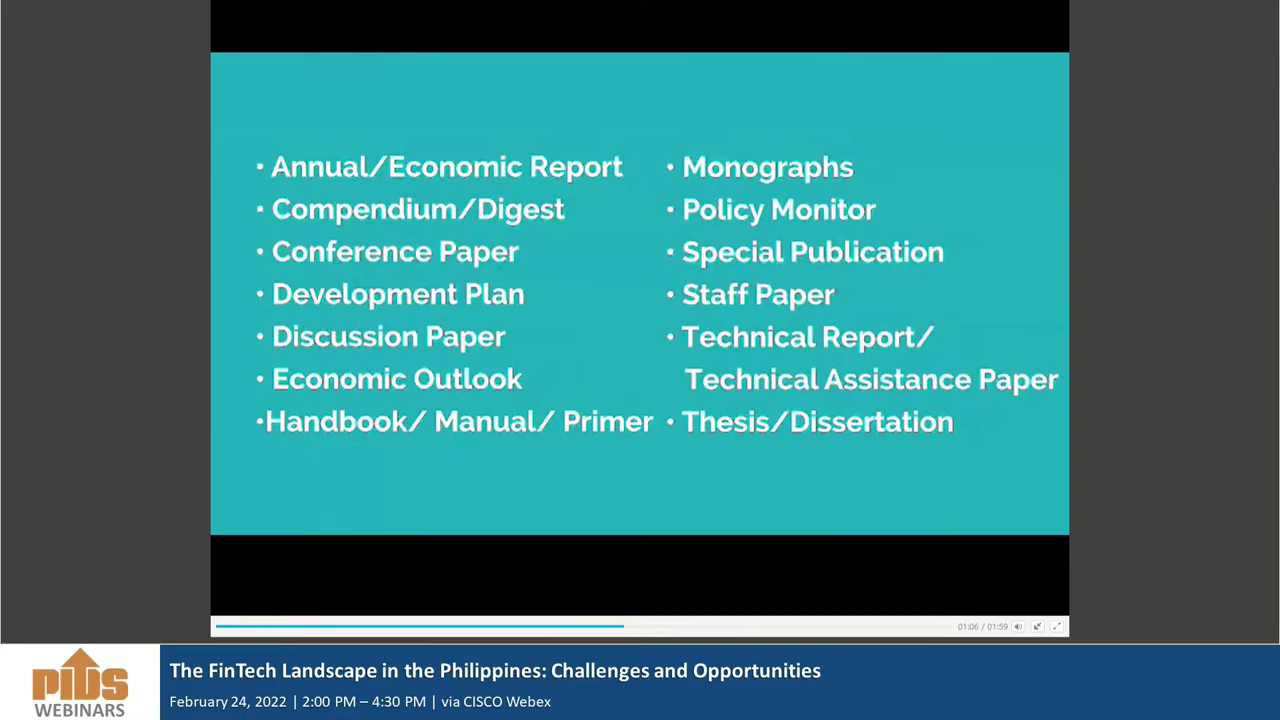 • Annual/Economic Report
• Compendium/Digest
• Conference Paper
• Development Plan
• Discussion Paper
• Economic Outlook
•Handbook/ Manual/ Primer
• Monographs
• Policy Monitor
• Special Publication
• Staff Paper
• Technical Report/
Technical Assistance Paper
• Thesis/Dissertation
01:06 / 01:59
PIDS
WEBINARS
The FinTech Landscape in the Philippines: Challenges and Opportunities
February 24, 2022 | 2:00 PM – 4:30 PM | via CISCO Webex